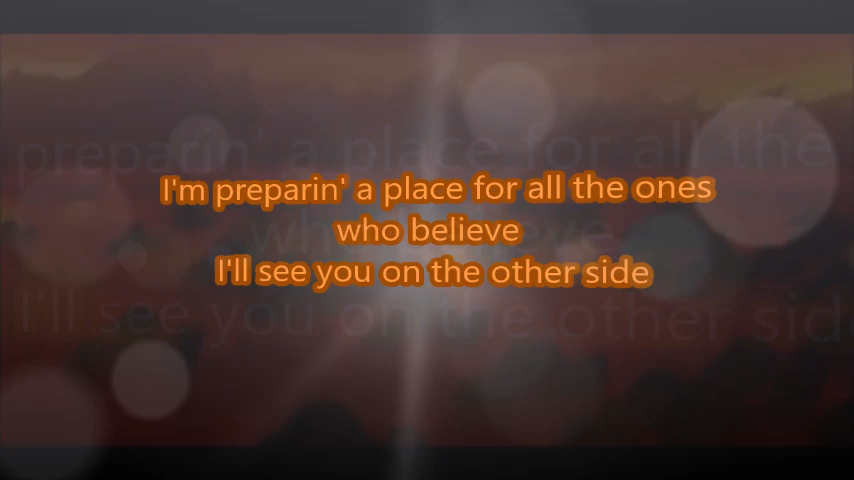 I'm preparin' a place for all the ones
who believe
I'll see you on the other side